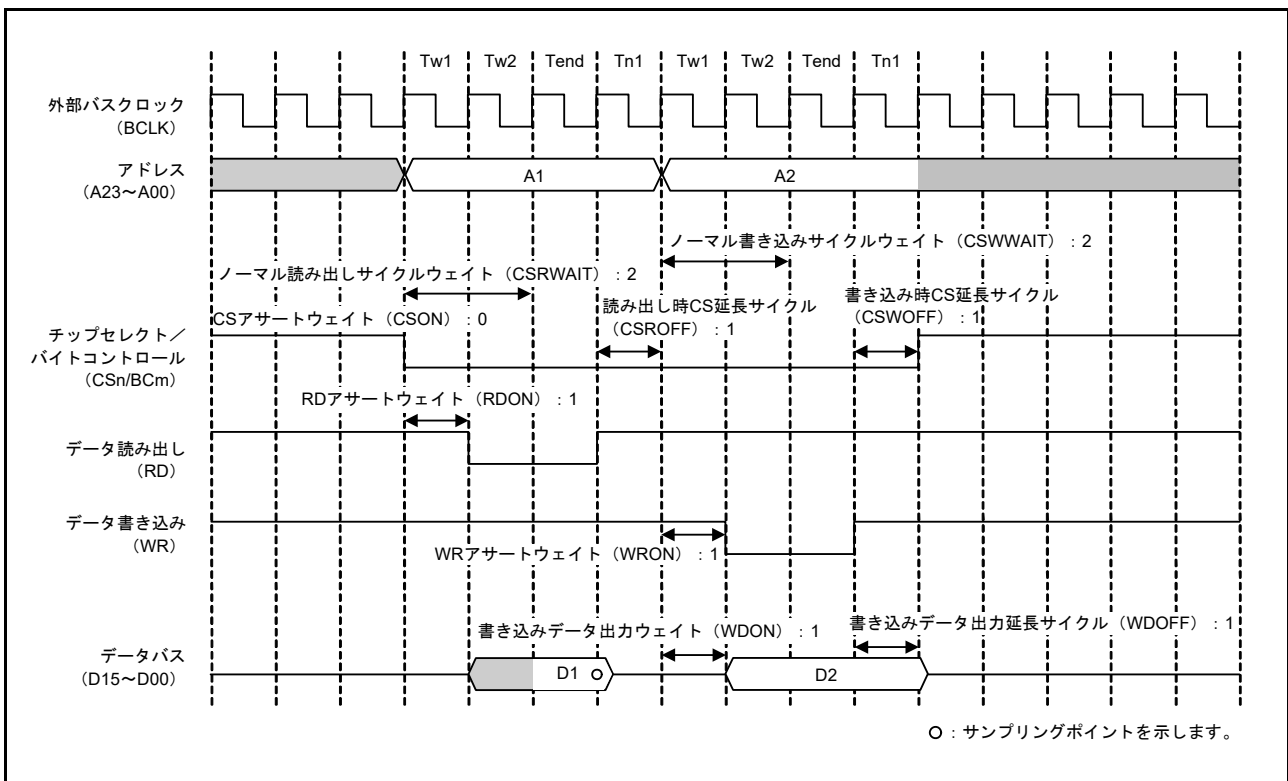 Tw1 Tw2 Tend Tn1 Tw1 Tw2 Tend Tn1
外部バスクロック
（BCLK）
アドレス
（A23～A00）
A1
A2
ノーマル書き込みサイクルウェイト（CSWWAIT）：2
ノーマル読み出しサイクルウェイト（CSRWAIT）：2
CSアサートウェイト（CSON）：0
読み出し時CS延長サイクル
（CSROFF）：1
書き込み時CS延長サイクル
（CSWOFF）：1
チップセレクト／
バイトコントロール
（CSn/BCm）
RDアサートウェイト（RDON）：1
データ読み出し
（RD）
データ書き込み
（WR）
WRアサートウェイト（WRON）：1
書き込みデータ出力ウェイト（WDON）：1
書き込みデータ出力延長サイクル（WDOFF）：1
データバス
（D15～D00）
D1
D2
：サンプリングポイントを示します。